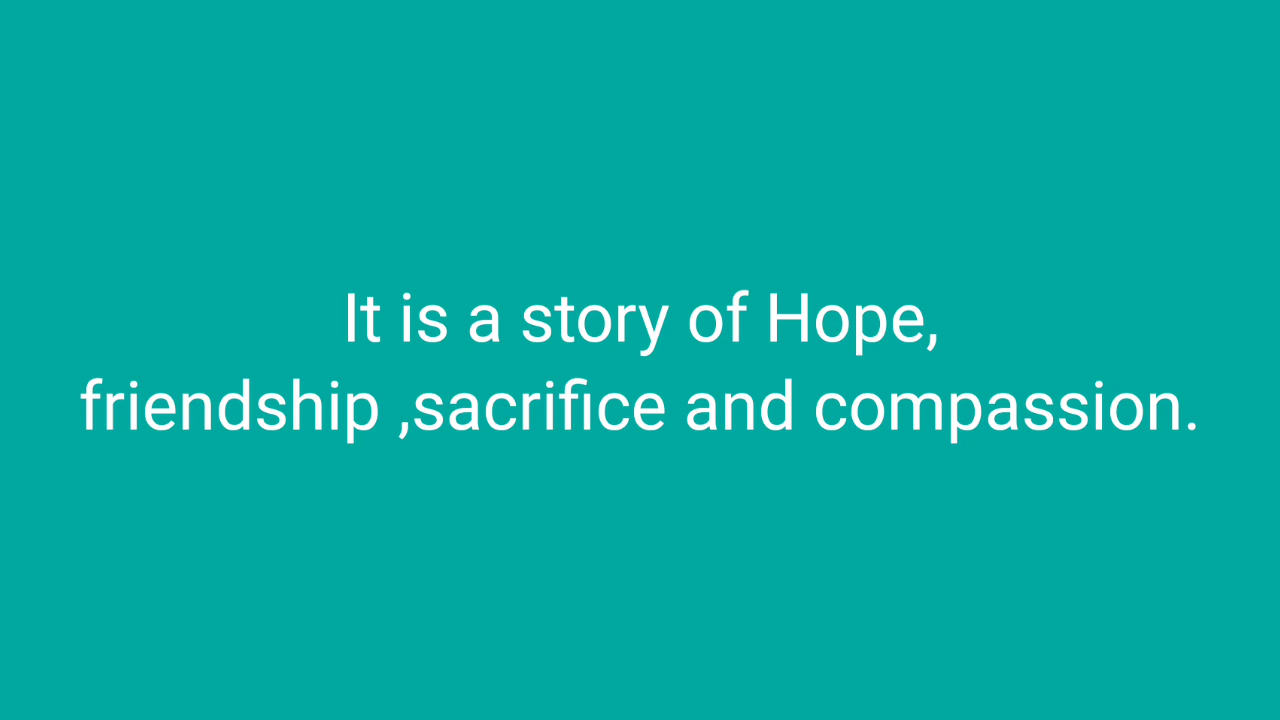 It is a story of Hope,
friendship ,sacrifice and compassion.